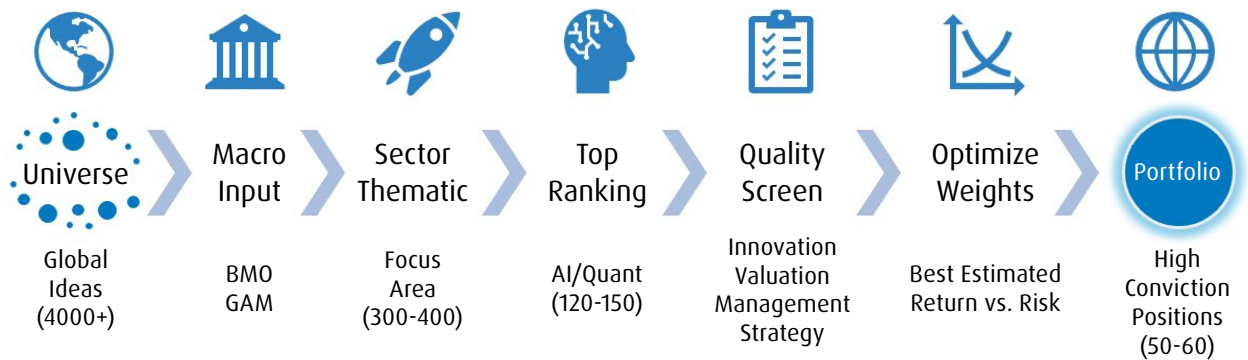 Universe
Global
Ideas
(4000+)
Macro
Input
BMO
GAM
Sector
Thematic
Focus
Area
(300-400)
Top
Ranking
AI/Quant
(120-150)
Quality
Screen
Innovation
Valuation
Management
Strategy
Optimize
Weights
Best Estimated
Return vs. Risk
Portfolio
High
Conviction
Positions
(50-60)